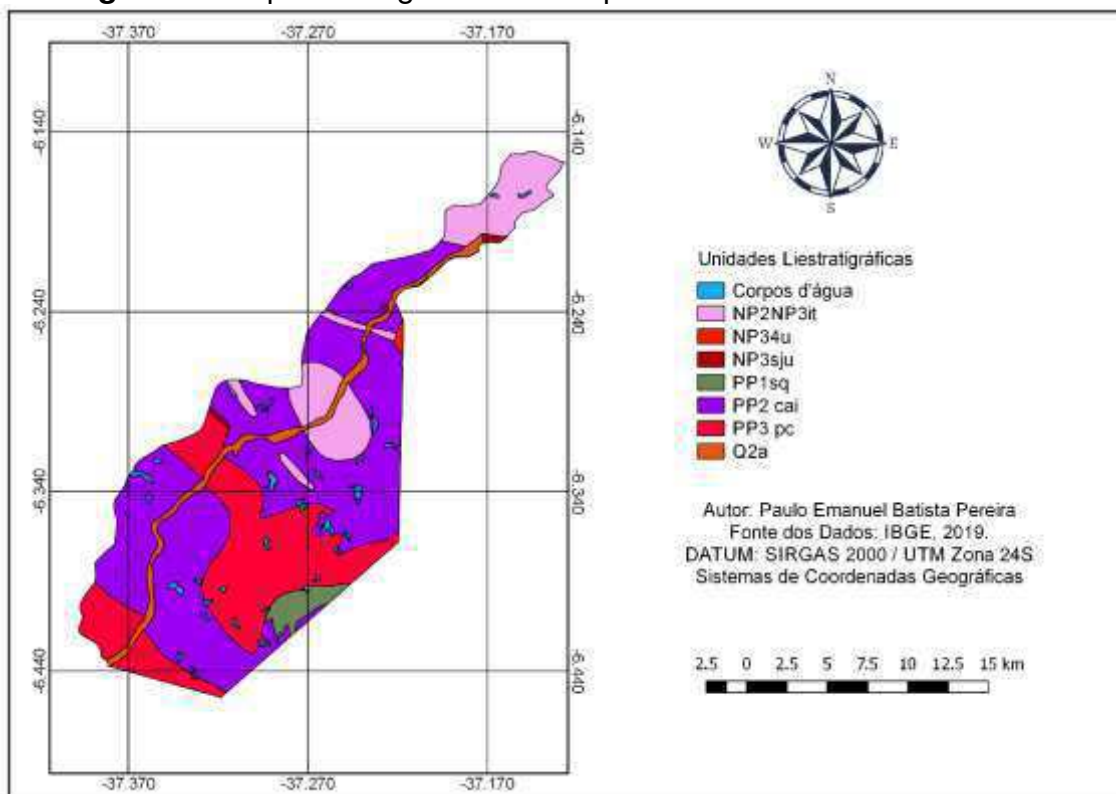 -37.370 -37.270 -37.170
-6.140 -6.140
-6.240 -6.240
-6.340 -6.340
-6.440 -6.440
-37.370 -37.270 -37.170
N
W E
S
Unidades Liestratigráficas
Corpos d'água
NP2NP3it
NP34u
NP3sju
PP1sq
PP2 cai
PP3 pc
Q2a
Autor: Paulo Emanuel Batista Pereira
Fonte dos Dados: IBGE, 2019.
DATUM: SIRGAS 2000 / UTM Zona 24S
Sistemas de Coordenadas Geográficas
2.5 0 2.5 5 7.5 10 12.5 15 km